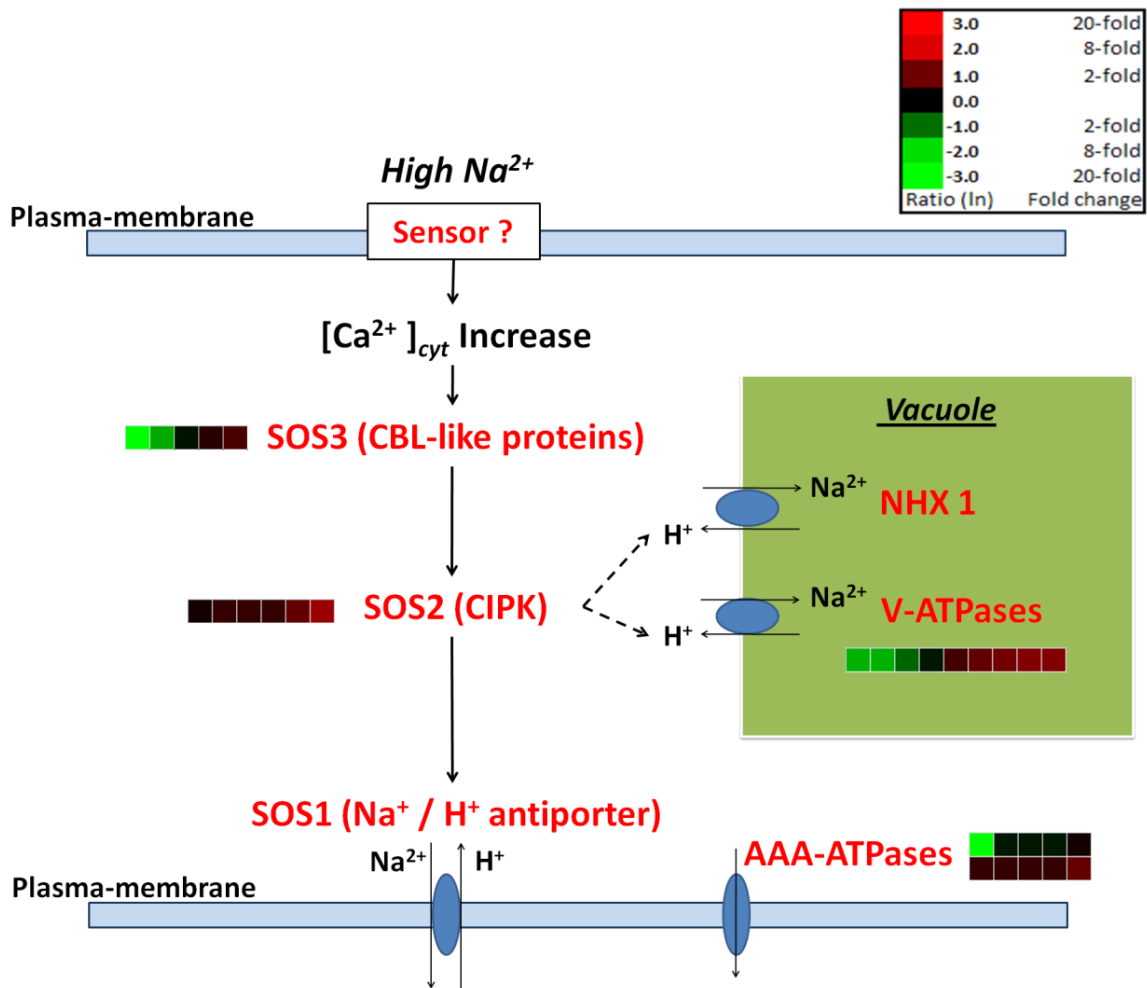 3.0 20-fold
2.0 8-fold
1.0 2-fold
0.0
-1.0 2-fold
-2.0 8-fold
-3.0 20-fold
Ratio (ln) Fold change
High Na²⁺
Plasma-membrane
Sensor ?
[Ca²⁺ ]cyt Increase
Vacuole
SOS3 (CBL-like proteins)
Na²⁺
NHX 1
H⁺
SOS2 (CIPK)
Na²⁺
V-ATPases
H⁺
SOS1 (Na⁺ / H⁺ antiporter)
Na²⁺ H⁺
AAA-ATPases
Plasma-membrane